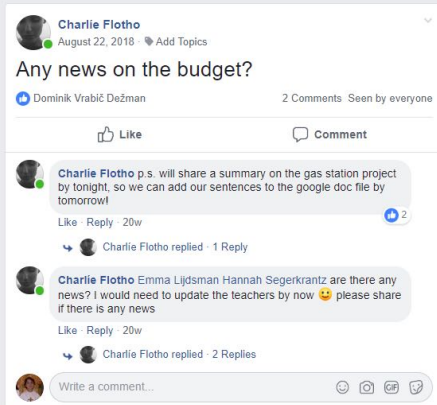 Charlie Flotho
August 22, 2018 · Add Topics
Any news on the budget?
Dominik Vrabič Dežman
2 Comments Seen by everyone
Like
Comment
Charlie Flotho p.s. will share a summary on the gas station project
by tonight, so we can add our sentences to the google doc file by
tomorrow!
2
Like · Reply · 20w
Charlie Flotho replied · 1 Reply
Charlie Flotho Emma Lijdsman Hannah Segerkrantz are there any
news? I would need to update the teachers by now 😀 please share
if there is any news
Like · Reply · 20w
Charlie Flotho replied · 2 Replies
Write a comment...
GIF